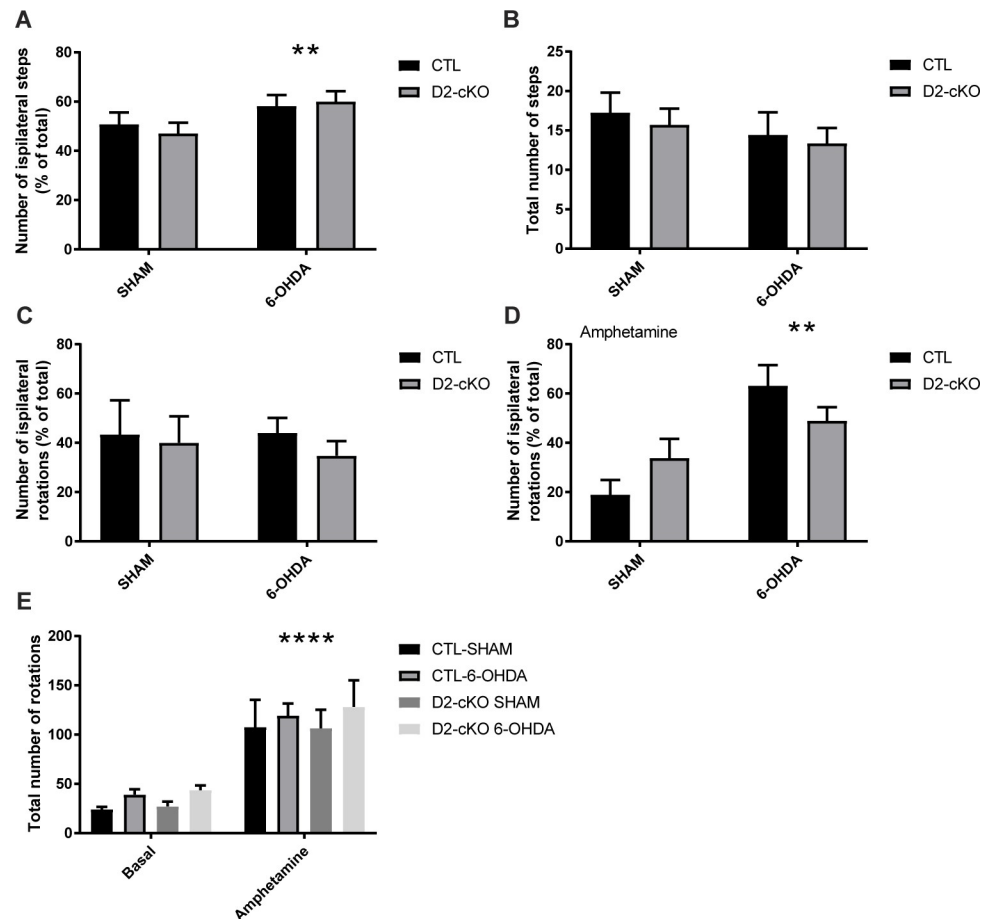 A
Number of ispilateral steps
(% of total)
80
60
40
20
0
**
SHAM
6-OHDA
CTL
D2-cKO
B
Total number of steps
25
20
15
10
5
0
SHAM
6-OHDA
CTL
D2-cKO
C
Number of ispilateral
rotations (% of total)
80
60
40
20
0
SHAM
6-OHDA
CTL
D2-cKO
D
Amphetamine
**
Number of ispilateral
rotations (% of total)
80
60
40
20
0
SHAM
6-OHDA
CTL
D2-cKO
E
Total number of rotations
200
150
100
50
0
****
Basal
Amphetamine
CTL-SHAM
CTL-6-OHDA
D2-cKO SHAM
D2-cKO 6-OHDA